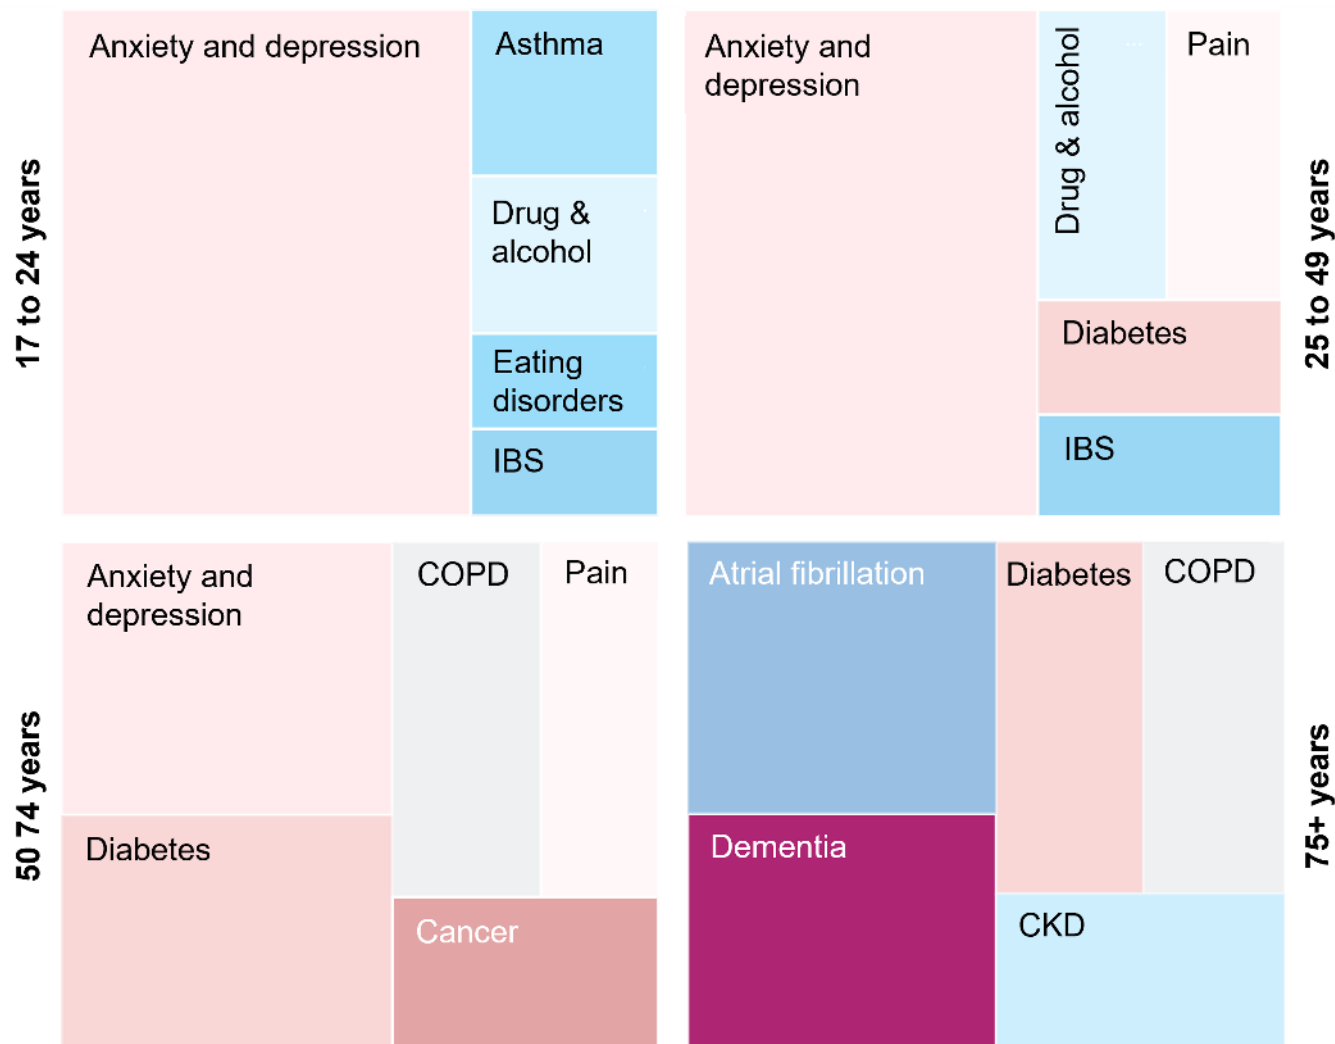 17 to 24 years
Anxiety and depression
Asthma
Drug &
alcohol
Eating
disorders
IBS
Anxiety and
depression
Drug & alcohol
Pain
Diabetes
IBS
25 to 49 years
50 74 years
Anxiety and
depression
COPD
Pain
Diabetes
Cancer
Atrial fibrillation
Diabetes
COPD
Dementia
CKD
75+ years